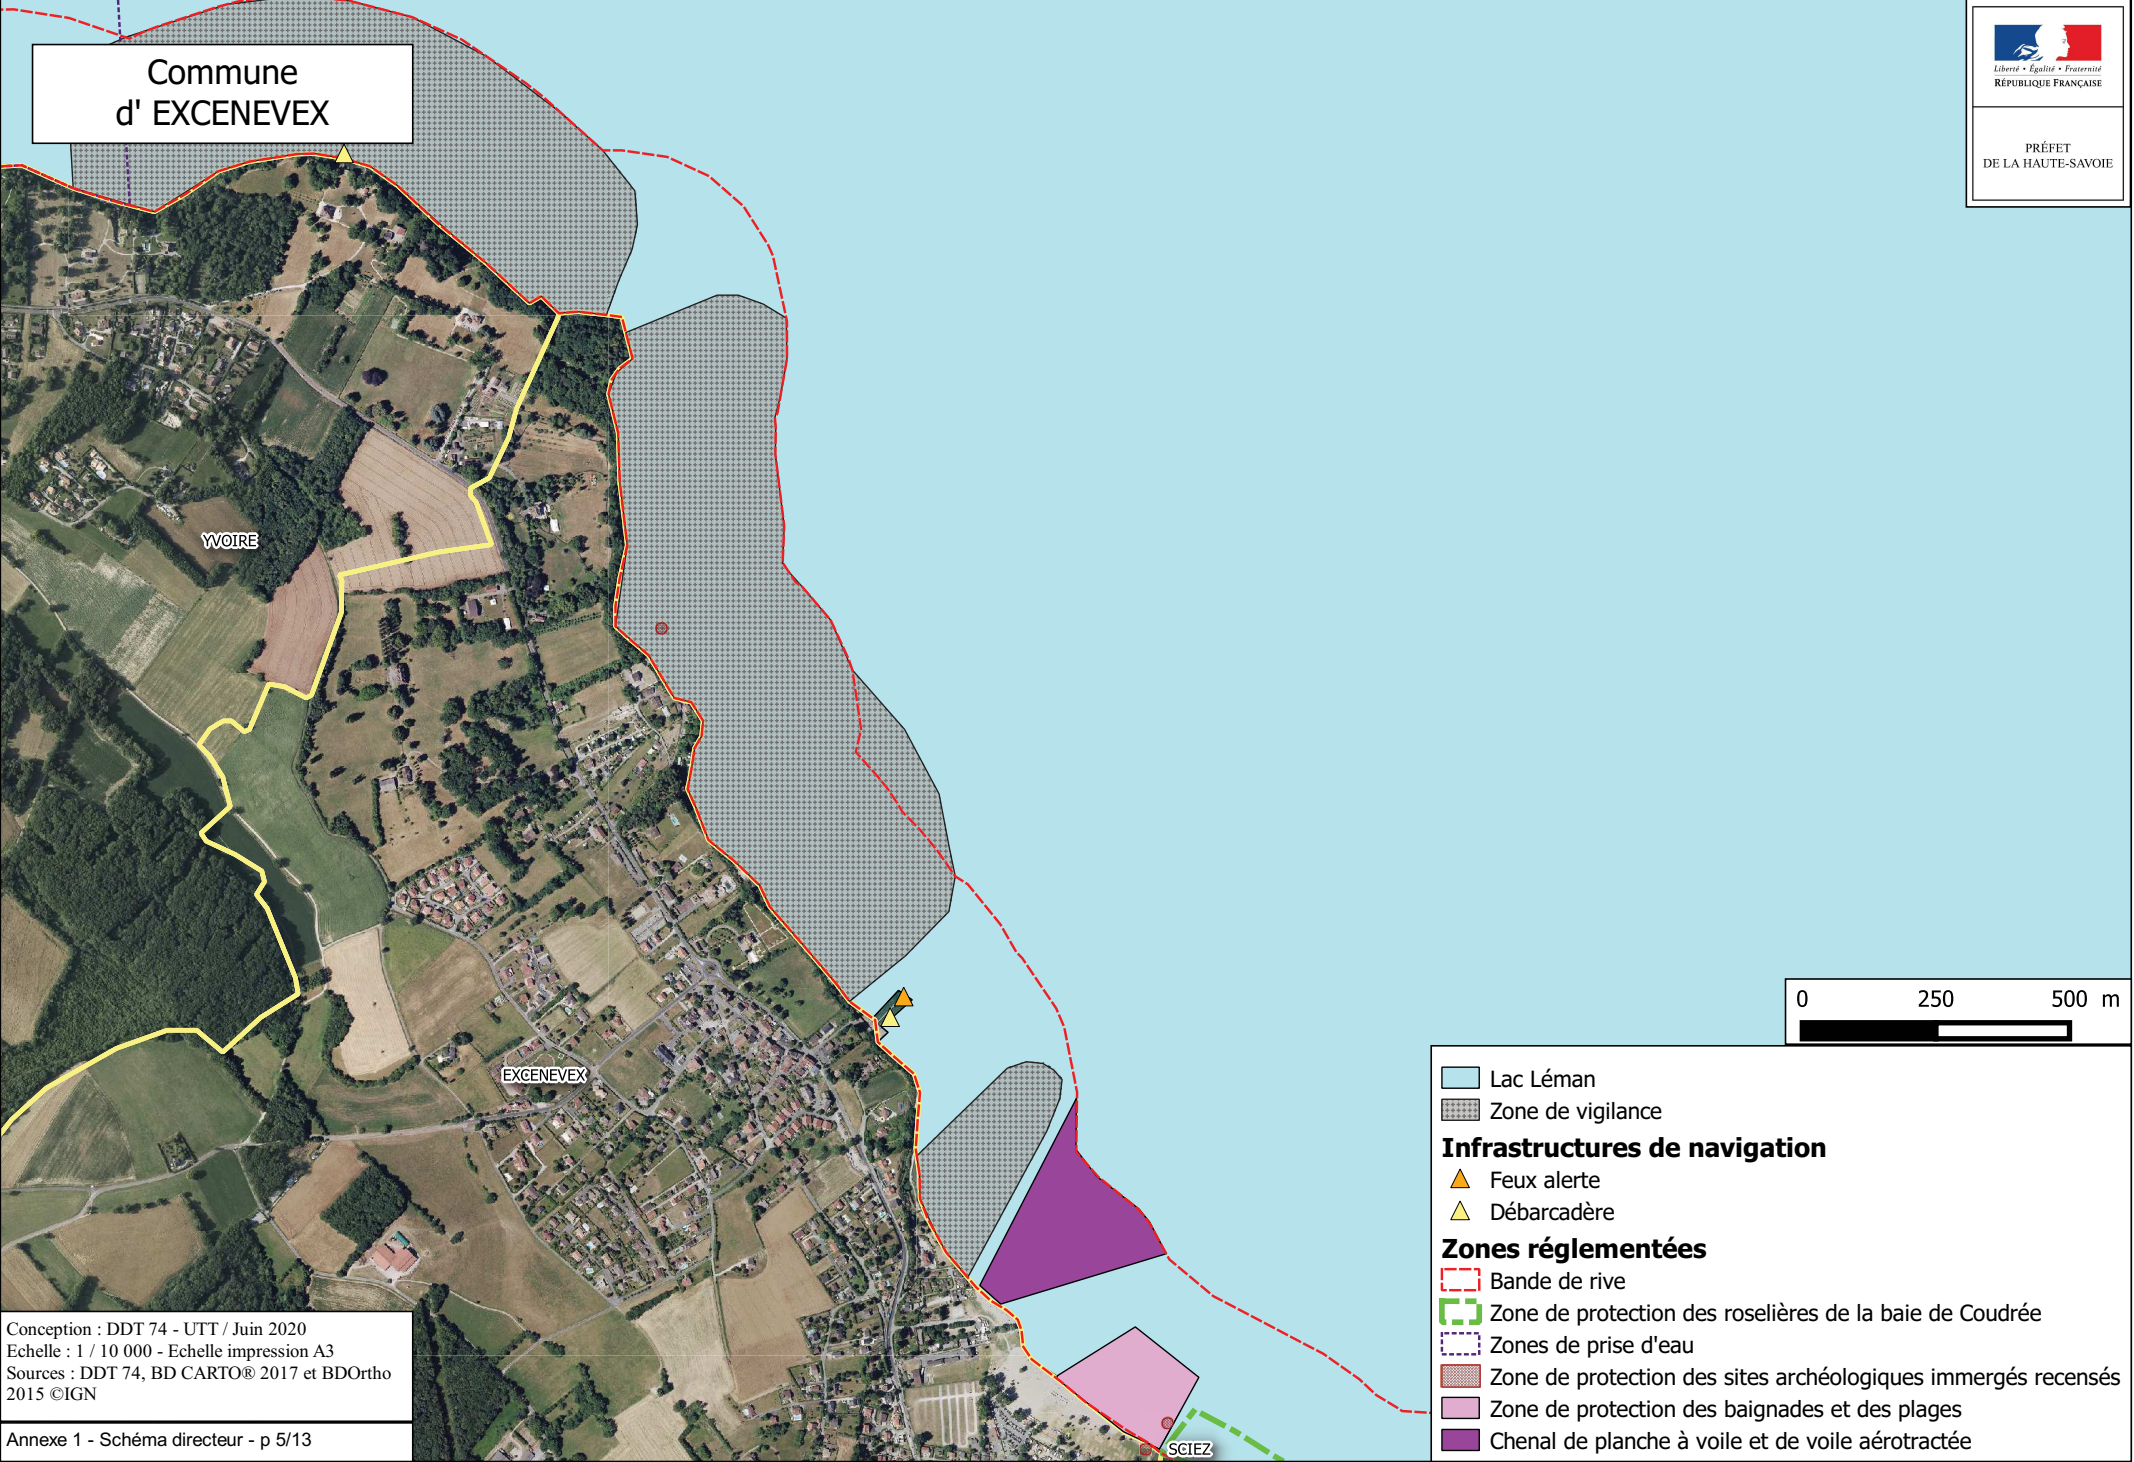 Commune
d' EXCENEVEX
Liberté • Égalité • Fraternité
RÉPUBLIQUE FRANÇAISE
PRÉFET
DE LA HAUTE-SAVOIE
YVOIRE
EXCENEVEX
SCIEZ
0 250 500 m
Lac Léman
Zone de vigilance
Infrastructures de navigation
Feux alerte
Débarcadère
Zones réglementées
Bande de rive
Zone de protection des roselières de la baie de Coudrée
Zones de prise d'eau
Zone de protection des sites archéologiques immergés recensés
Zone de protection des baignades et des plages
Chenal de planche à voile et de voile aérotractée
Conception : DDT 74 - UTT / Juin 2020
Echelle : 1 / 10 000 - Echelle impression A3
Sources : DDT 74, BD CARTO® 2017 et BDOrtho
2015 ©IGN
Annexe 1 - Schéma directeur - p 5/13